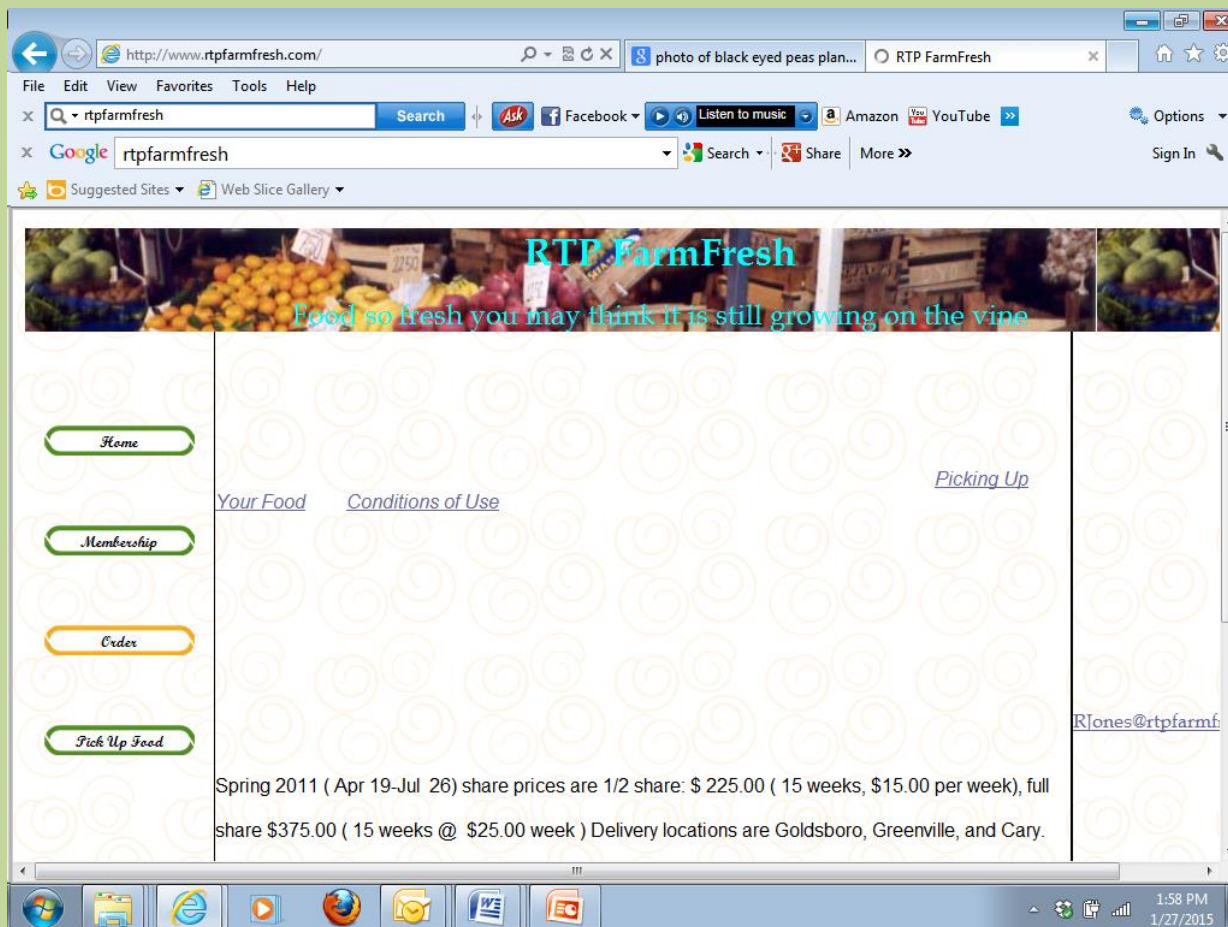 http://www.rtpfarmfresh.com/
photo of black eyed peas plan...
RTP FarmFresh
File Edit View Favorites Tools Help
rtpfarmfresh
Search
Ask
Facebook
Listen to music
Amazon
YouTube
Options
Google
rtpfarmfresh
Search
Share
More
Sign In
Suggested Sites
Web Slice Gallery
RTP FarmFresh
Food so fresh you may think it is still growing on the vine
Home
Picking Up
Your Food Conditions of Use
Membership
Order
RJones@rtpfarmf
Pick Up Food
Spring 2011 ( Apr 19-Jul 26) share prices are 1/2 share: $ 225.00 ( 15 weeks, $15.00 per week), full
share $375.00 ( 15 weeks @ $25.00 week ) Delivery locations are Goldsboro, Greenville, and Cary.
1:58 PM
1/27/2015